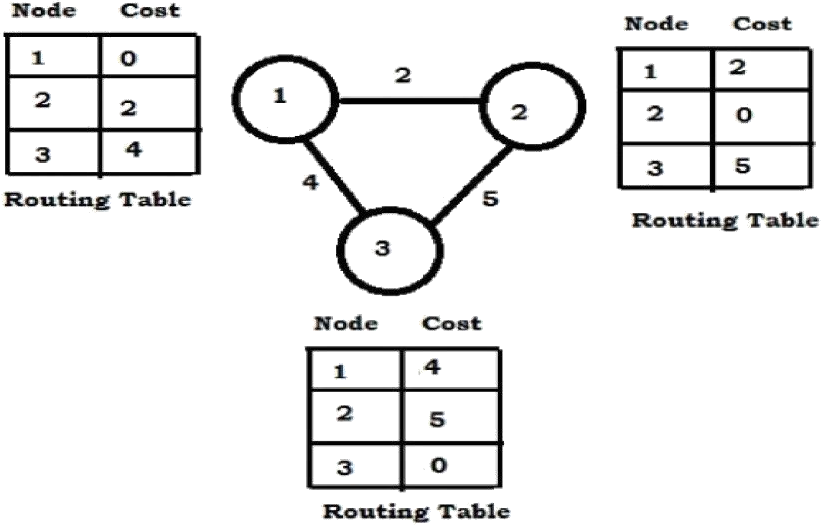 Node Cost
1 0
2 2
3 4
Routing Table
1
2
2
4
5
3
Node Cost
1 2
2 0
3 5
Routing Table
Node Cost
1 4
2 5
3 0
Routing Table